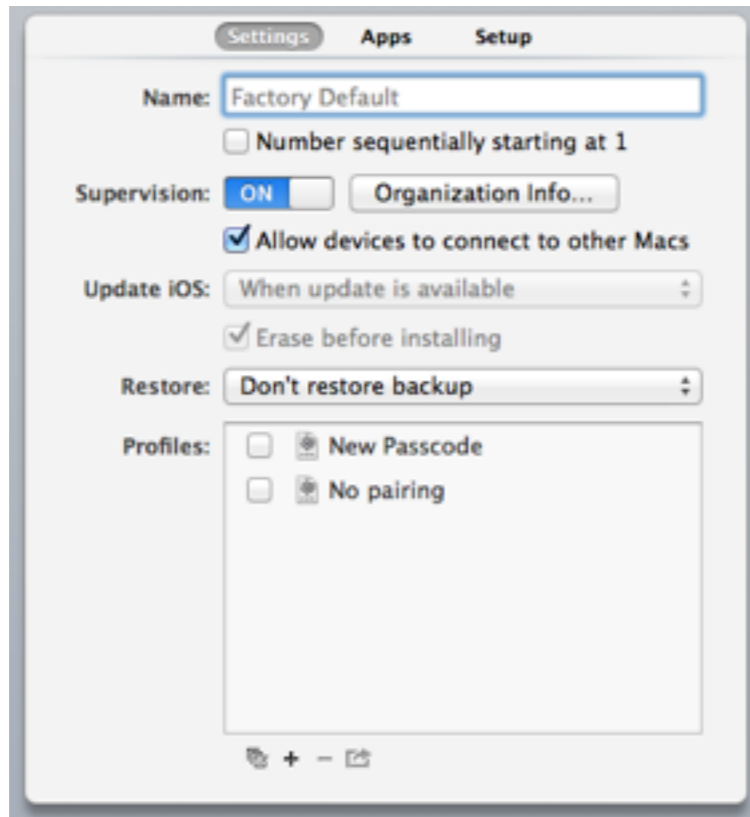 Settings Apps Setup
Name: Factory Default
Number sequentially starting at 1
Supervision: ON Organization Info...
Allow devices to connect to other Macs
Update iOS: When update is available
Erase before installing
Restore: Don't restore backup
Profiles: New Passcode
No pairing